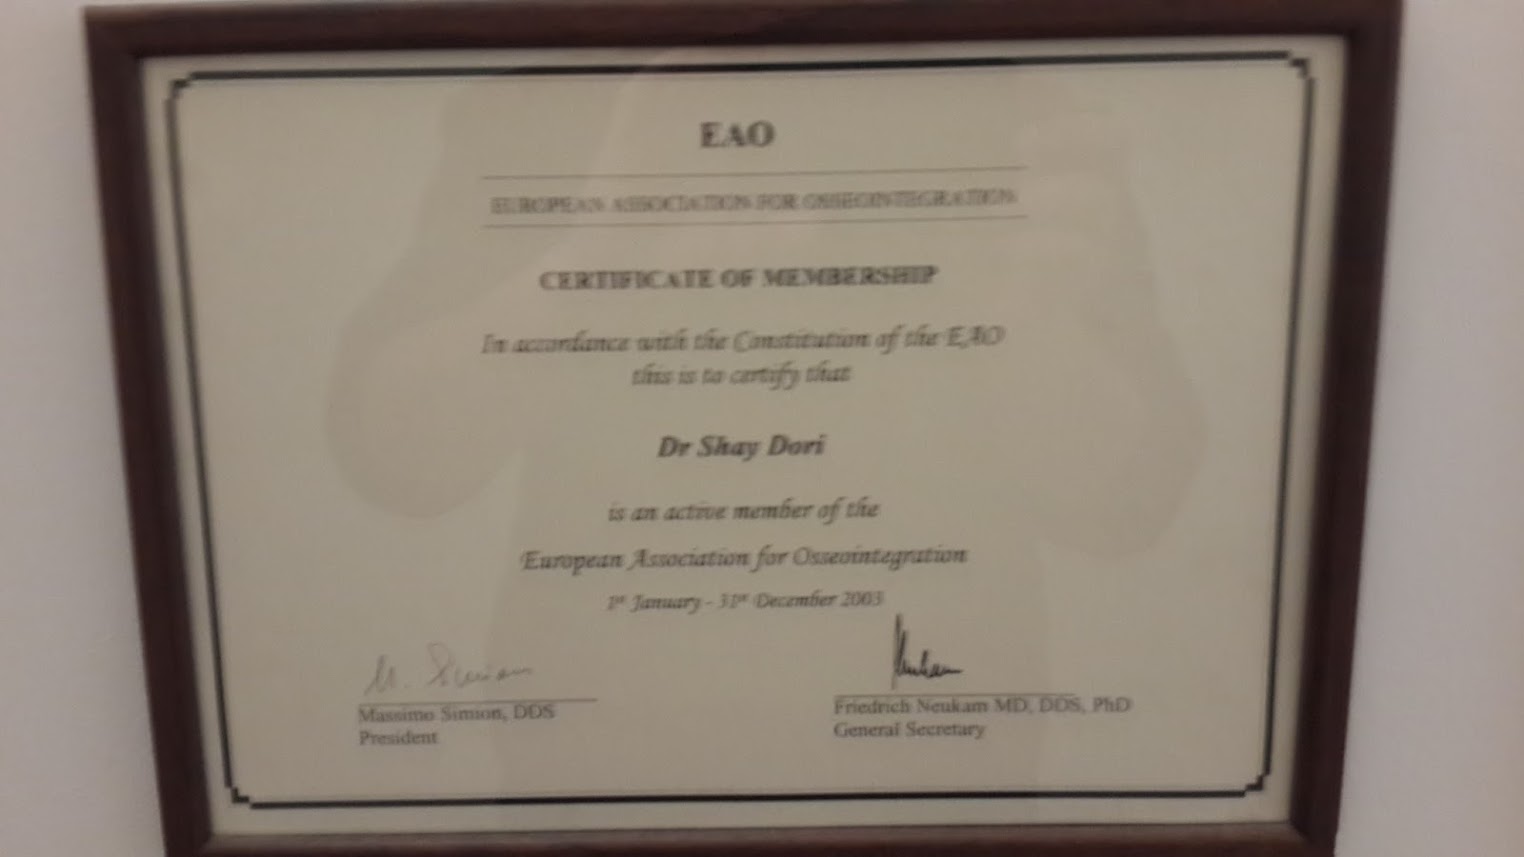 EAO
EUROPEAN ASSOCIATION FOR OSSEOINTEGRATION
CERTIFICATE OF MEMBERSHIP
In accordance with the Constitution of the EAO
this is to certify that
Dr Shay Dori
is an active member of the
European Association for Osseointegration
1st January - 31st December 2003
M. Simion
Massimo Simion, DDS
President
Friedrich Neukam MD, DDS, PhD
General Secretary